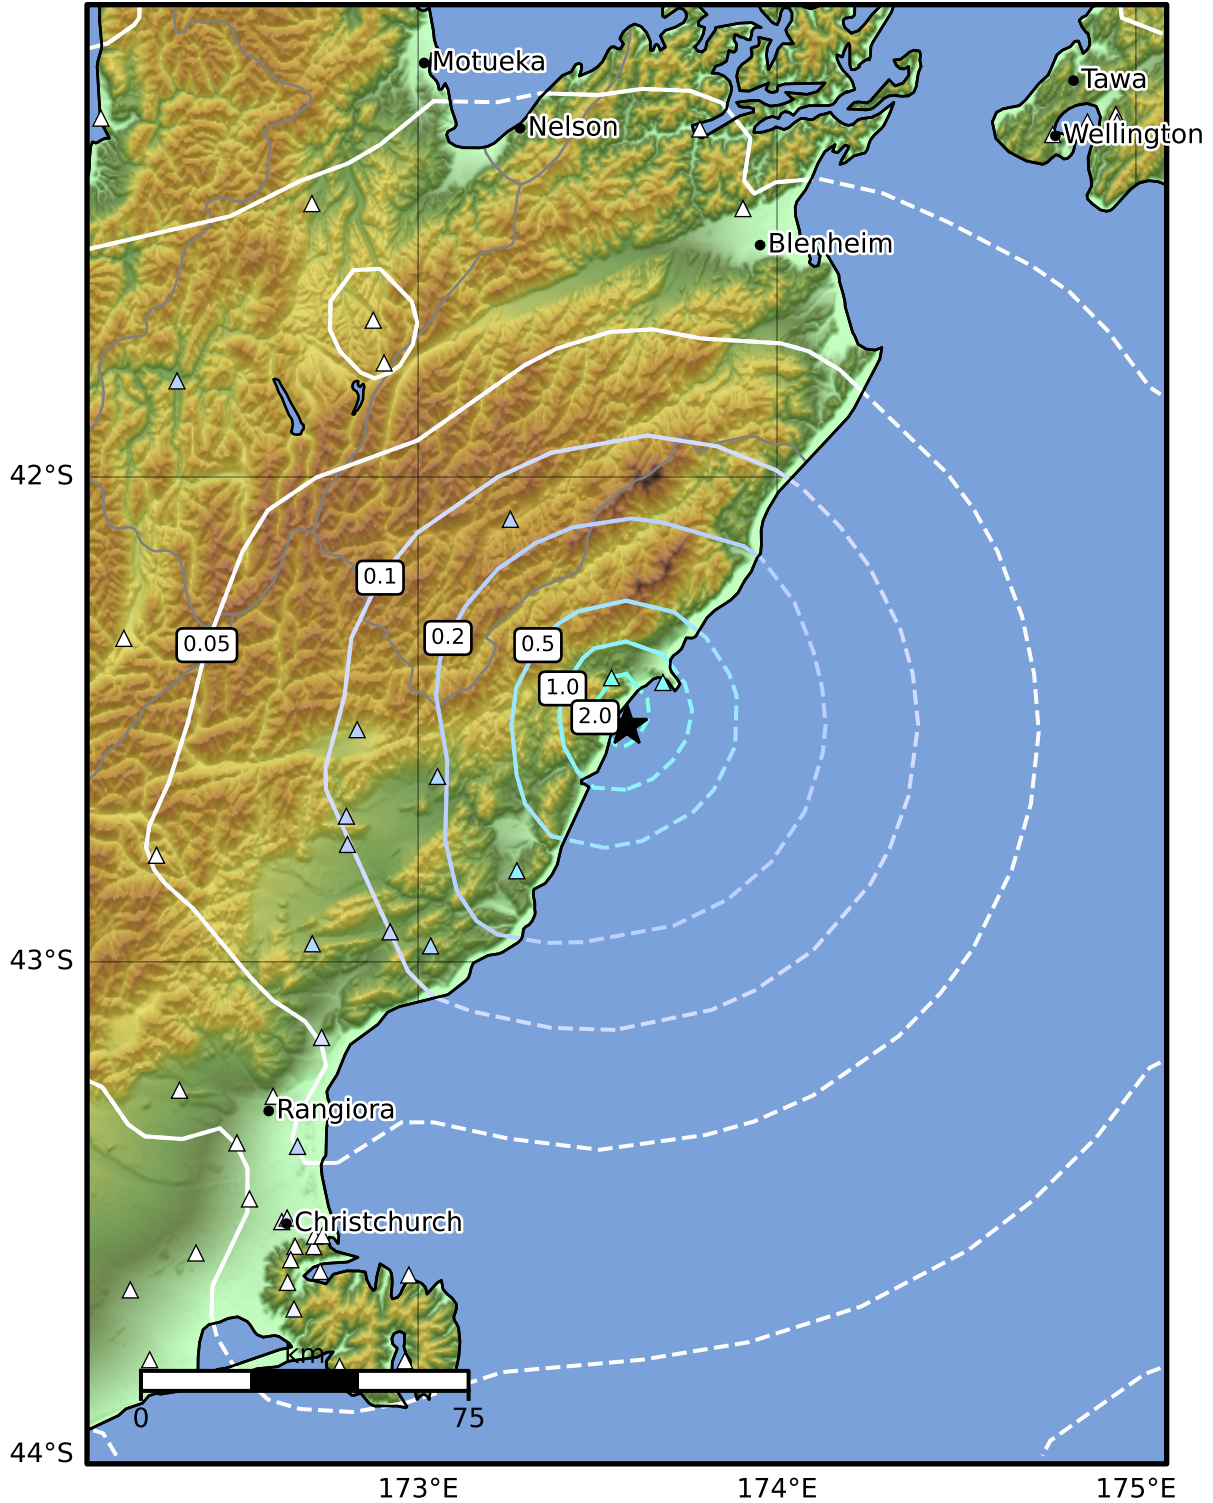 Motueka
Tawa
Nelson
Wellington
Blenheim
42°S
0.1
0.2
0.05
0.5
1.0
2.0
43°S
Rangiora
Christchurch
km
0
75
44°S
173°E
174°E
175°E